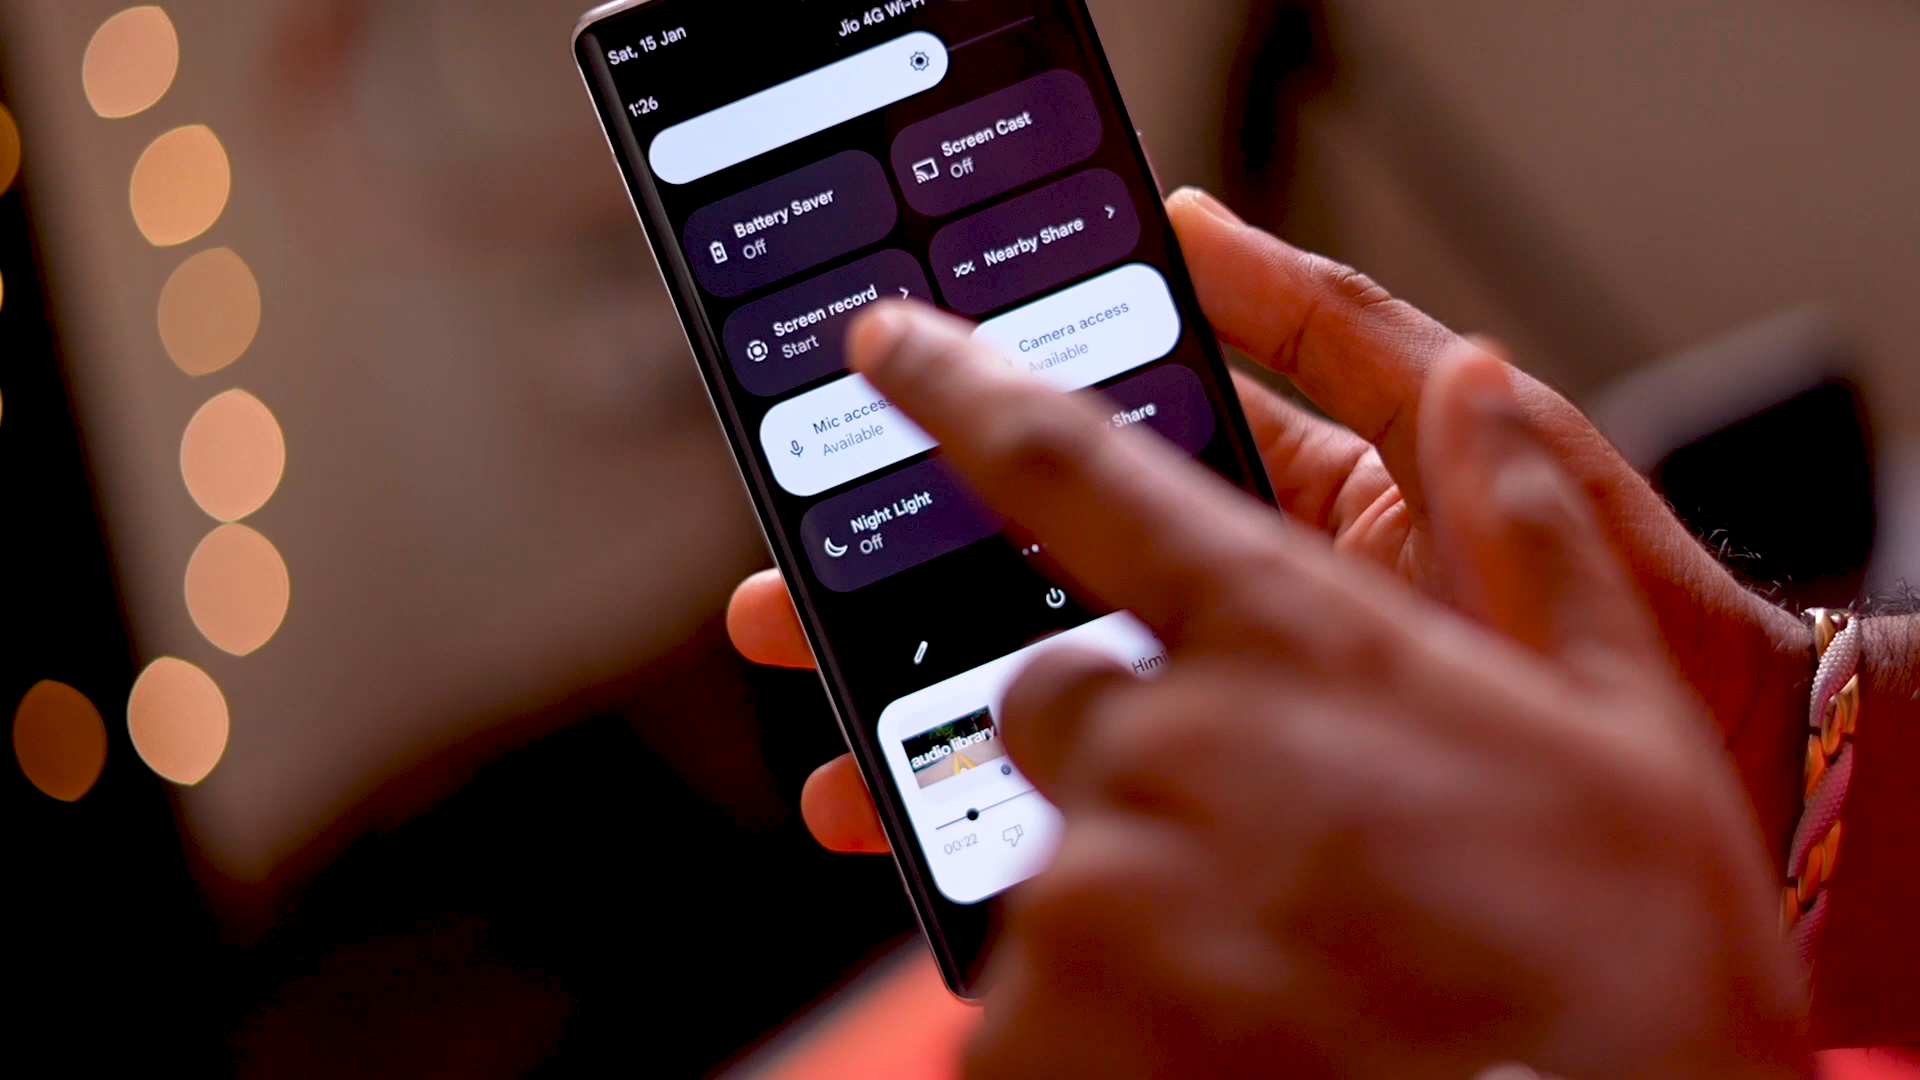 Sat, 15 Jan
Jio 4G Wi-Fi
1:26
Screen Cast
Off
Battery Saver
Off
Nearby Share
Screen record
Start
Camera access
Available
Mic access
Available
Share
Night Light
Off
Himi
audio library
00:22